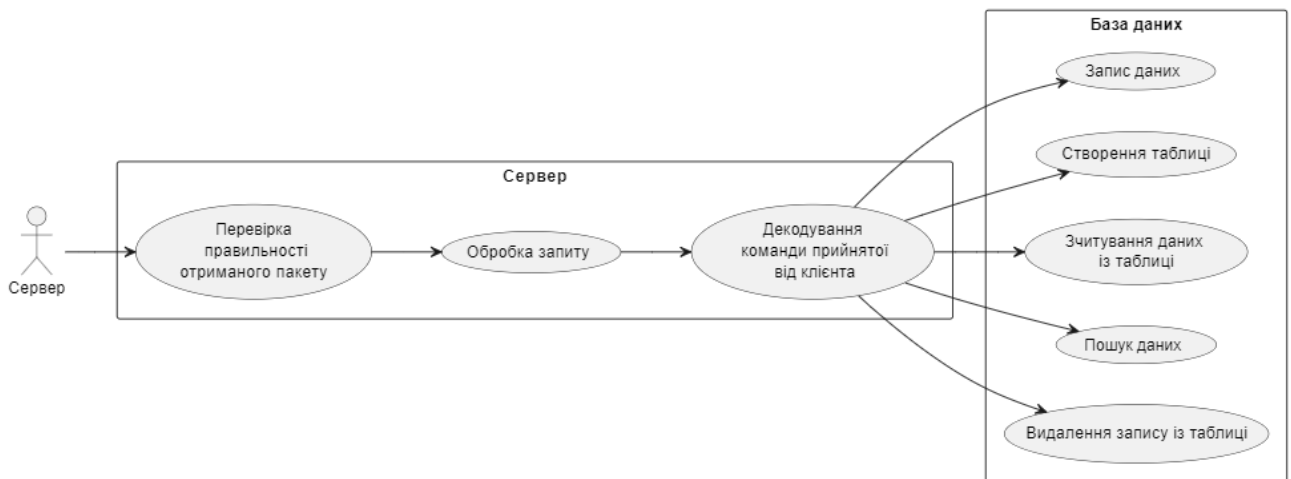 База даних
Запис даних
Створення таблиці
Сервер
Сервер
Перевірка
правильності
отриманого пакету
Обробка запиту
Декодування
команди прийнятої
від клієнта
Зчитування даних
із таблиці
Пошук даних
Видалення запису із таблиці